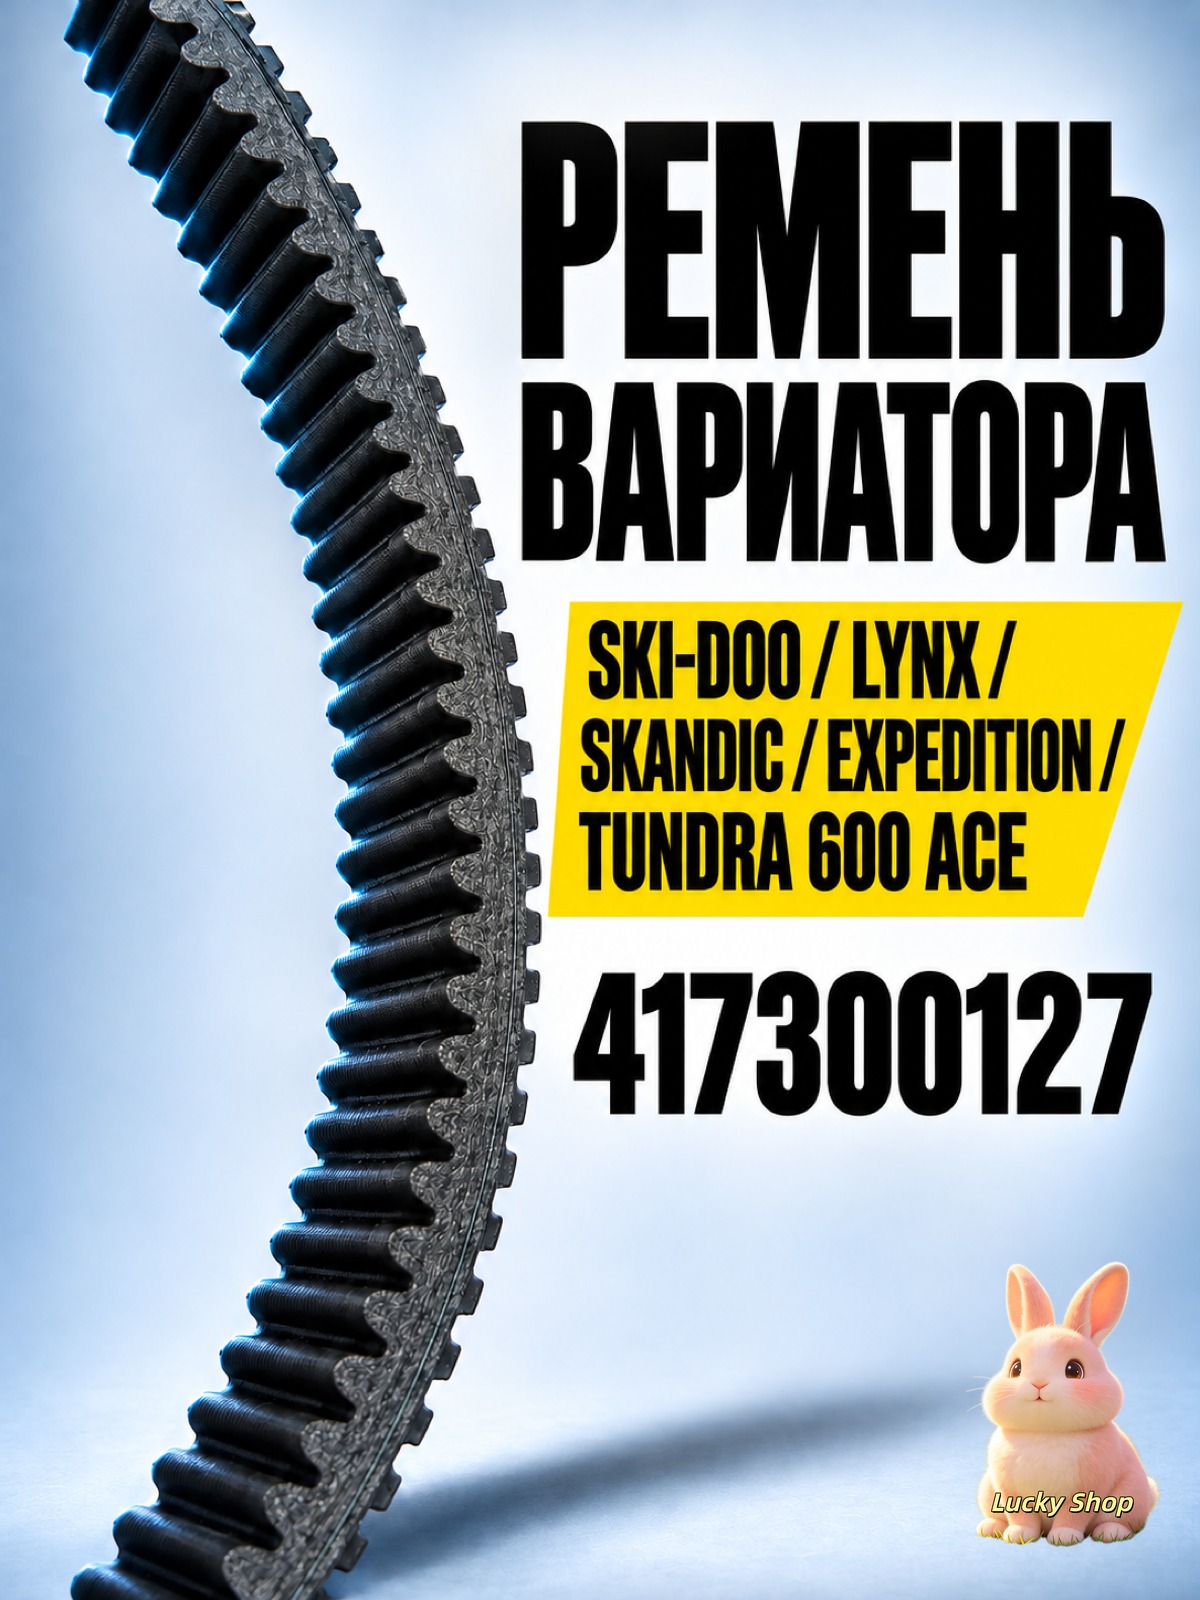 РЕМЕНЬ
ВАРИАТОРА
SKI-DOO / LYNX /
SKANDIC / EXPEDITION /
TUNDRA 600 ACE
417300127
Lucky Shop